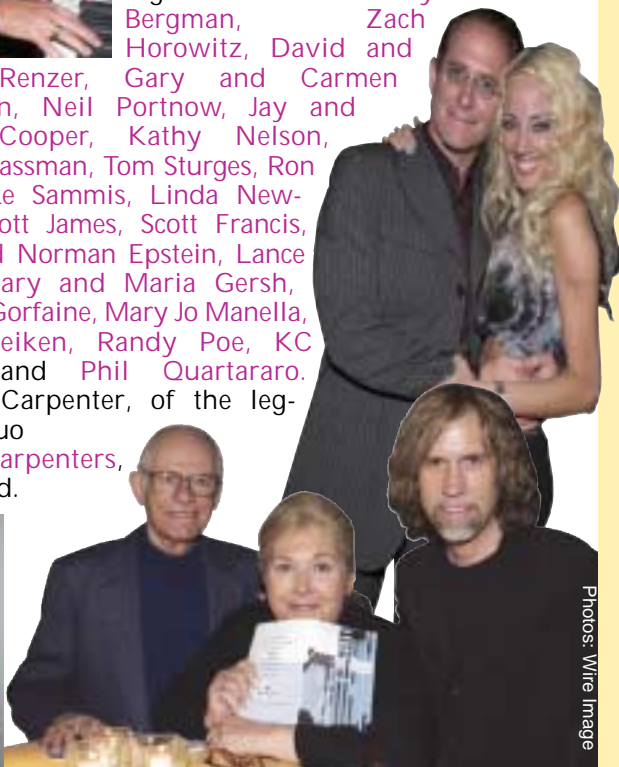 Bergman, Zach
Horowitz, David and
Renzer, Gary and Carmen
n, Neil Portnow, Jay and
Cooper, Kathy Nelson,
assman, Tom Sturges, Ron
e Sammis, Linda New-
ott James, Scott Francis,
d Norman Epstein, Lance
ary and Maria Gersh,
Gorfaine, Mary Jo Manella,
eiken, Randy Poe, KC
and Phil Quartararo.
Carpenter, of the leg-
uo
arpenters,
d.
Photos: Wire Image